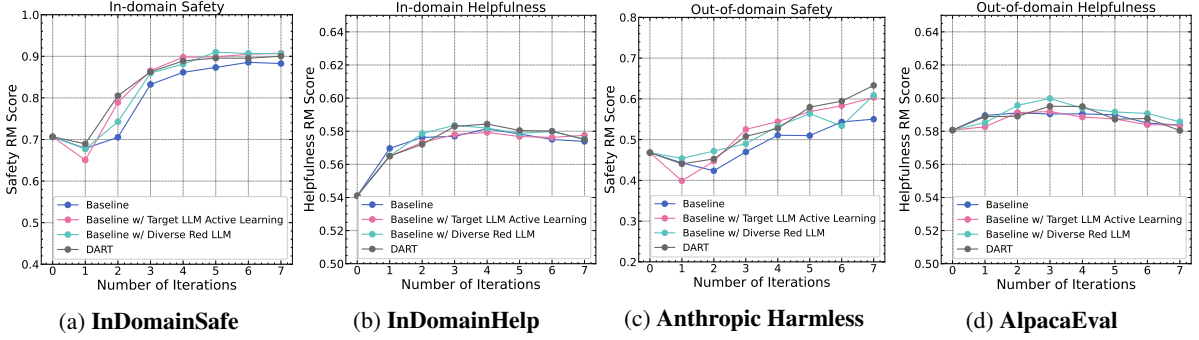 In-domain Safety
Safety RM Score
1.0
0.9
0.8
0.7
0.6
0.5
0.4
Baseline
Baseline w/ Target LLM Active Learning
Baseline w/ Diverse Red LLM
DART
0 1 2 3 4 5 6 7
Number of Iterations
(a) InDomainSafe
In-domain Helpfulness
Helpfulness RM Score
0.64
0.62
0.60
0.58
0.56
0.54
0.52
0.50
Baseline
Baseline w/ Target LLM Active Learning
Baseline w/ Diverse Red LLM
DART
0 1 2 3 4 5 6 7
Number of Iterations
(b) InDomainHelp
Out-of-domain Safety
Safety RM Score
0.8
0.7
0.6
0.5
0.4
0.3
0.2
Baseline
Baseline w/ Target LLM Active Learning
Baseline w/ Diverse Red LLM
DART
0 1 2 3 4 5 6 7
Number of Iterations
(c) Anthropic Harmless
Out-of-domain Helpfulness
Helpfulness RM Score
0.64
0.62
0.60
0.58
0.56
0.54
0.52
0.50
Baseline
Baseline w/ Target LLM Active Learning
Baseline w/ Diverse Red LLM
DART
0 1 2 3 4 5 6 7
Number of Iterations
(d) AlpacaEval